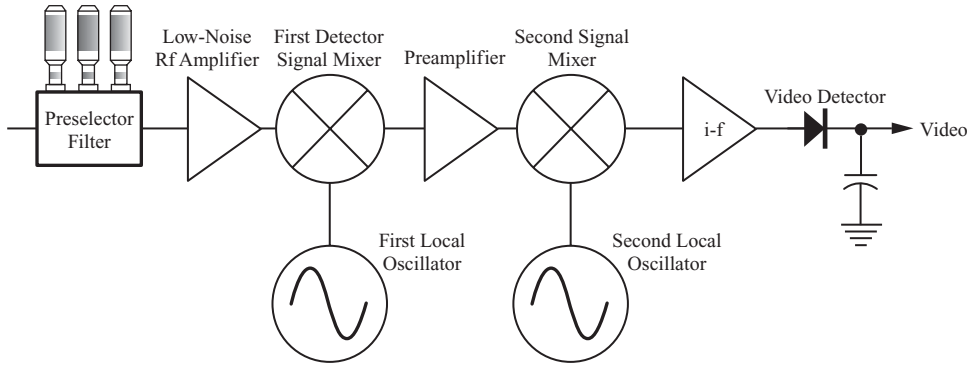 Low-Noise
Rf Amplifier
First Detector
Signal Mixer
Preamplifier
Second Signal
Mixer
Preselector
Filter
i-f
Video Detector
Video
First Local
Oscillator
Second Local
Oscillator